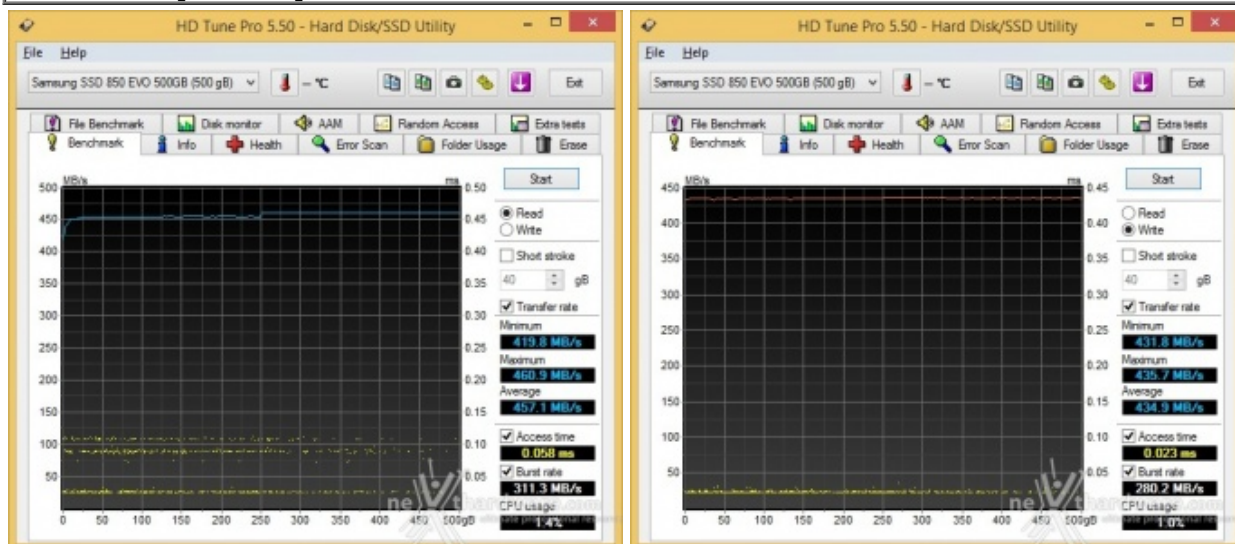 HD Tune Pro 5.50 - Hard Disk/SSD Utility
File Help
Samsung SSD 850 EVO 500GB (500 gB)
– °C
Exit
File Benchmark Disk monitor AAM Random Access Extra tests
Benchmark Info Health Error Scan Folder Usage Erase
MB/s
ms
500
450
400
350
300
250
200
150
100
50
0.50
0.45
0.40
0.35
0.30
0.25
0.20
0.15
0.10
0.05
0 50 100 150 200 250 300 350 400 450 500gB
Start
Read
Write
Short stroke
40 gB
Transfer rate
Minimum
419.8 MB/s
Maximum
460.9 MB/s
Average
457.1 MB/s
Access time
0.058 ms
Burst rate
311.3 MB/s
CPU usage
1.4%
HD Tune Pro 5.50 - Hard Disk/SSD Utility
File Help
Samsung SSD 850 EVO 500GB (500 gB)
– °C
Exit
File Benchmark Disk monitor AAM Random Access Extra tests
Benchmark Info Health Error Scan Folder Usage Erase
MB/s
ms
450
400
350
300
250
200
150
100
50
0.45
0.40
0.35
0.30
0.25
0.20
0.15
0.10
0.05
0 50 100 150 200 250 300 350 400 450 500gB
Start
Read
Write
Short stroke
40 gB
Transfer rate
Minimum
431.8 MB/s
Maximum
435.7 MB/s
Average
434.9 MB/s
Access time
0.023 ms
Burst rate
280.2 MB/s
CPU usage
1.0%